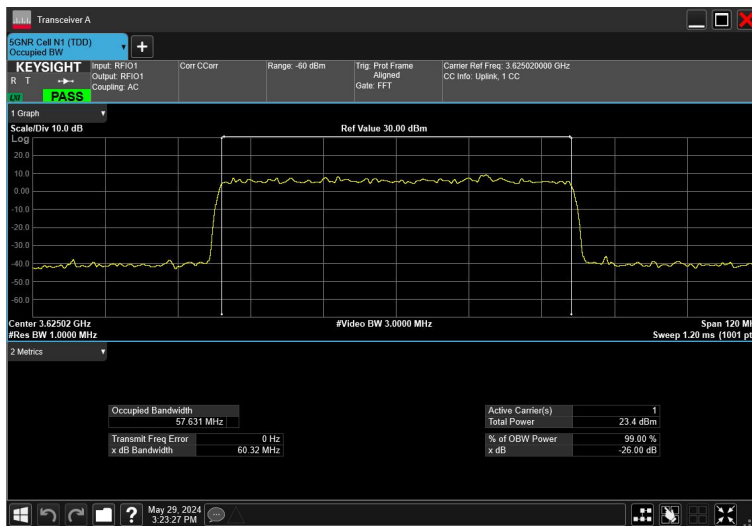 Transceiver A
5GNR Cell N1 (TDD)
Occupied BW
KEYSIGHT
R T
LXI
PASS
Input: RFIO1
Output: RFIO1
Coupling: AC
Corr CCorr
Range: -60 dBm
Trig: Prot Frame
Aligned
Gate: FFT
Carrier Ref Freq: 3.625020000 GHz
CC Info: Uplink, 1 CC
1 Graph
Scale/Div 10.0 dB
Ref Value 30.00 dBm
Log
20.0
10.0
0.00
-10.0
-20.0
-30.0
-40.0
-50.0
-60.0
Center 3.62502 GHz
#Video BW 3.0000 MHz
Span 120 M
#Res BW 1.0000 MHz
Sweep 1.20 ms (1001 pt
2 Metrics
Occupied Bandwidth
57.631 MHz
Transmit Freq Error 0 Hz
x dB Bandwidth 60.32 MHz
Active Carrier(s) 1
Total Power 23.4 dBm
% of OBW Power 99.00 %
x dB -26.00 dB
?
May 29, 2024
3:23:27 PM